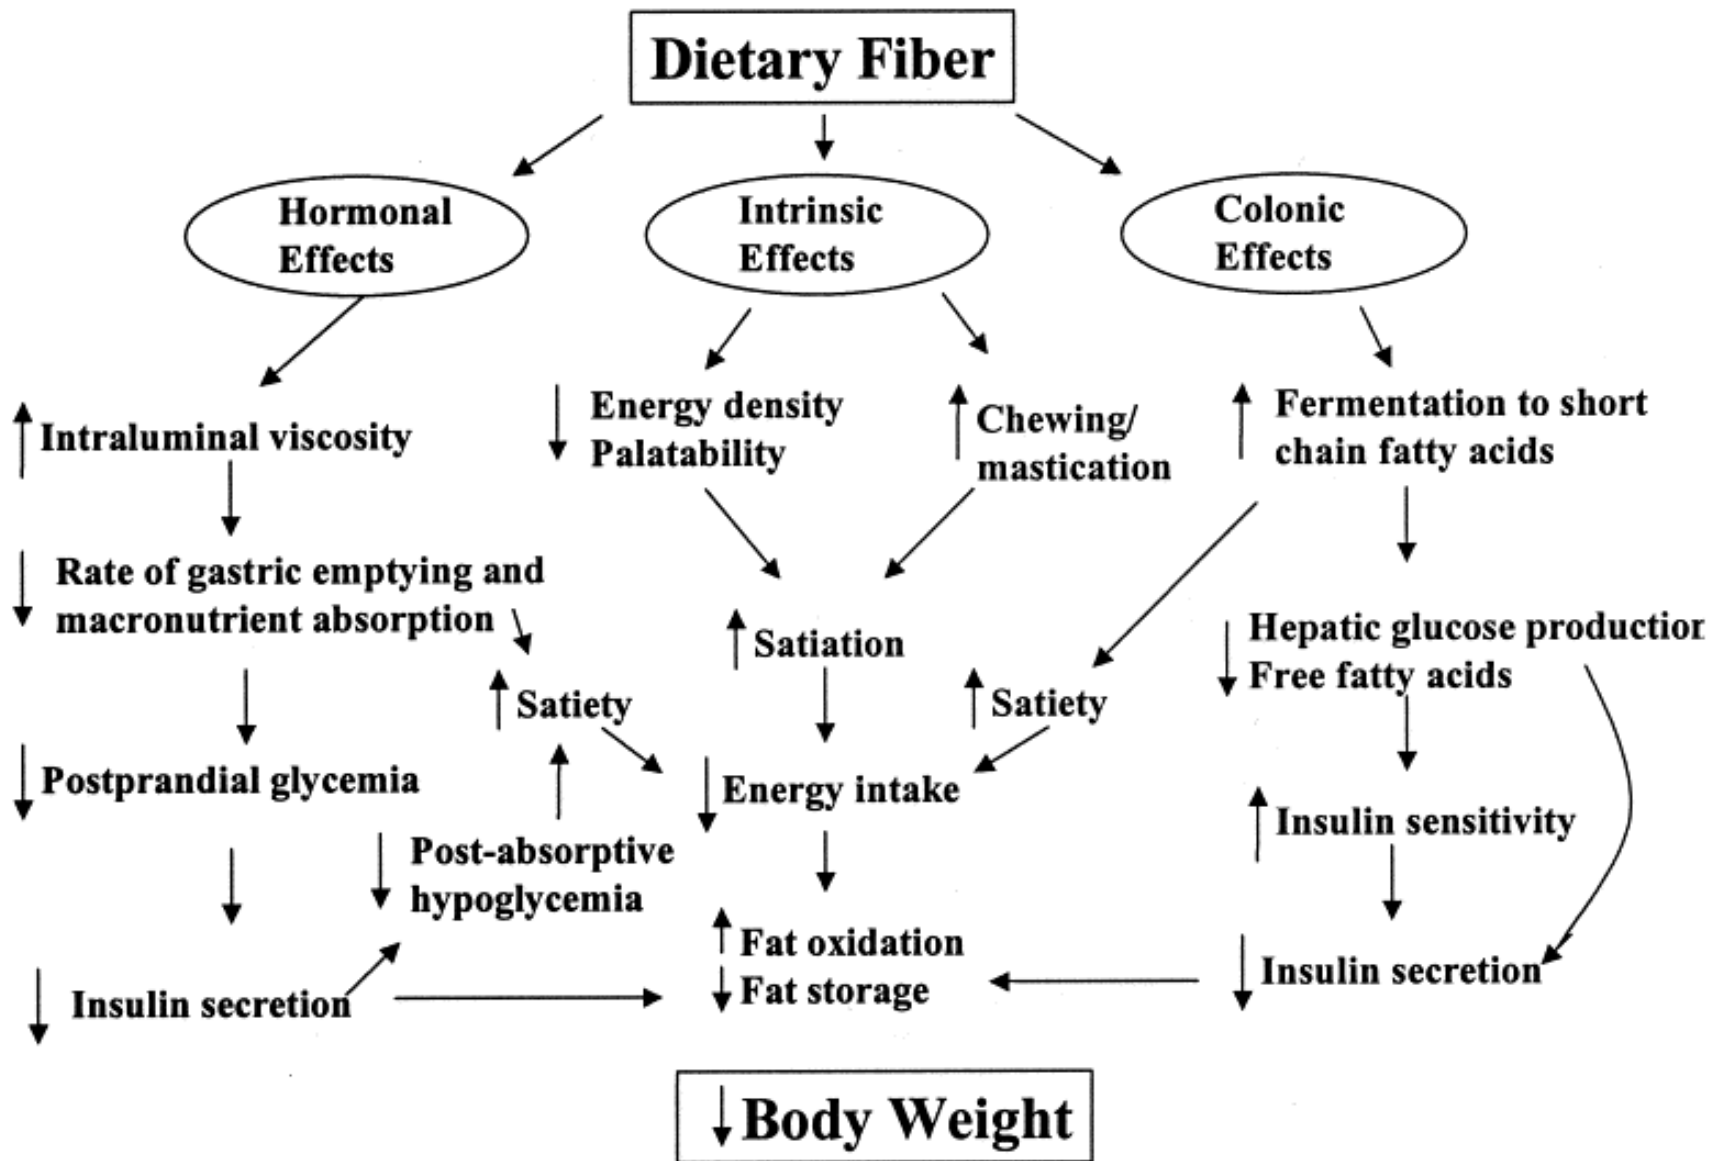 Dietary Fiber
Hormonal
Effects
Intrinsic
Effects
Colonic
Effects
Intraluminal viscosity
Energy density
Palatability
Chewing/
mastication
Fermentation to short
chain fatty acids
Rate of gastric emptying and
macronutrient absorption
Satiation
Hepatic glucose production
Free fatty acids
Satiety
Satiety
Postprandial glycemia
Energy intake
Post-absorptive
hypoglycemia
Insulin sensitivity
Fat oxidation
Fat storage
Insulin secretion
Insulin secretion
Body Weight